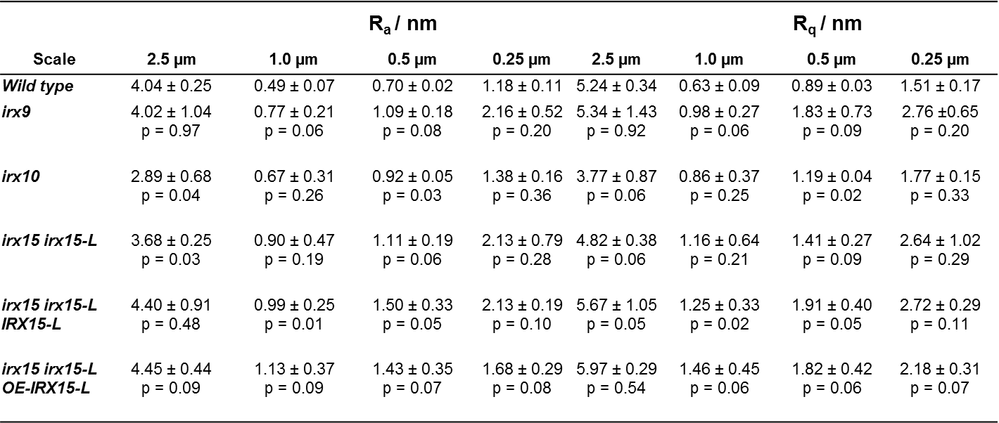 Ra / nm Rq / nm
Scale 2.5 µm 1.0 µm 0.5 µm 0.25 µm 2.5 µm 1.0 µm 0.5 µm 0.25 µm
Wild type 4.04 ± 0.25 0.49 ± 0.07 0.70 ± 0.02 1.18 ± 0.11 5.24 ± 0.34 0.63 ± 0.09 0.89 ± 0.03 1.51 ± 0.17
irx9 4.02 ± 1.04 0.77 ± 0.21 1.09 ± 0.18 2.16 ± 0.52 5.34 ± 1.43 0.98 ± 0.27 1.83 ± 0.73 2.76 ±0.65
p = 0.97 p = 0.06 p = 0.08 p = 0.20 p = 0.92 p = 0.06 p = 0.09 p = 0.20
irx10 2.89 ± 0.68 0.67 ± 0.31 0.92 ± 0.05 1.38 ± 0.16 3.77 ± 0.87 0.86 ± 0.37 1.19 ± 0.04 1.77 ± 0.15
p = 0.04 p = 0.26 p = 0.03 p = 0.36 p = 0.06 p = 0.25 p = 0.02 p = 0.33
irx15 irx15-L 3.68 ± 0.25 0.90 ± 0.47 1.11 ± 0.19 2.13 ± 0.79 4.82 ± 0.38 1.16 ± 0.64 1.41 ± 0.27 2.64 ± 1.02
p = 0.03 p = 0.19 p = 0.06 p = 0.28 p = 0.06 p = 0.21 p = 0.09 p = 0.29
irx15 irx15-L 4.40 ± 0.91 0.99 ± 0.25 1.50 ± 0.33 2.13 ± 0.19 5.67 ± 1.05 1.25 ± 0.33 1.91 ± 0.40 2.72 ± 0.29
IRX15-L p = 0.48 p = 0.01 p = 0.05 p = 0.10 p = 0.05 p = 0.02 p = 0.05 p = 0.11
irx15 irx15-L 4.45 ± 0.44 1.13 ± 0.37 1.43 ± 0.35 1.68 ± 0.29 5.97 ± 0.29 1.46 ± 0.45 1.82 ± 0.42 2.18 ± 0.31
OE-IRX15-L p = 0.09 p = 0.09 p = 0.07 p = 0.08 p = 0.54 p = 0.06 p = 0.06 p = 0.07